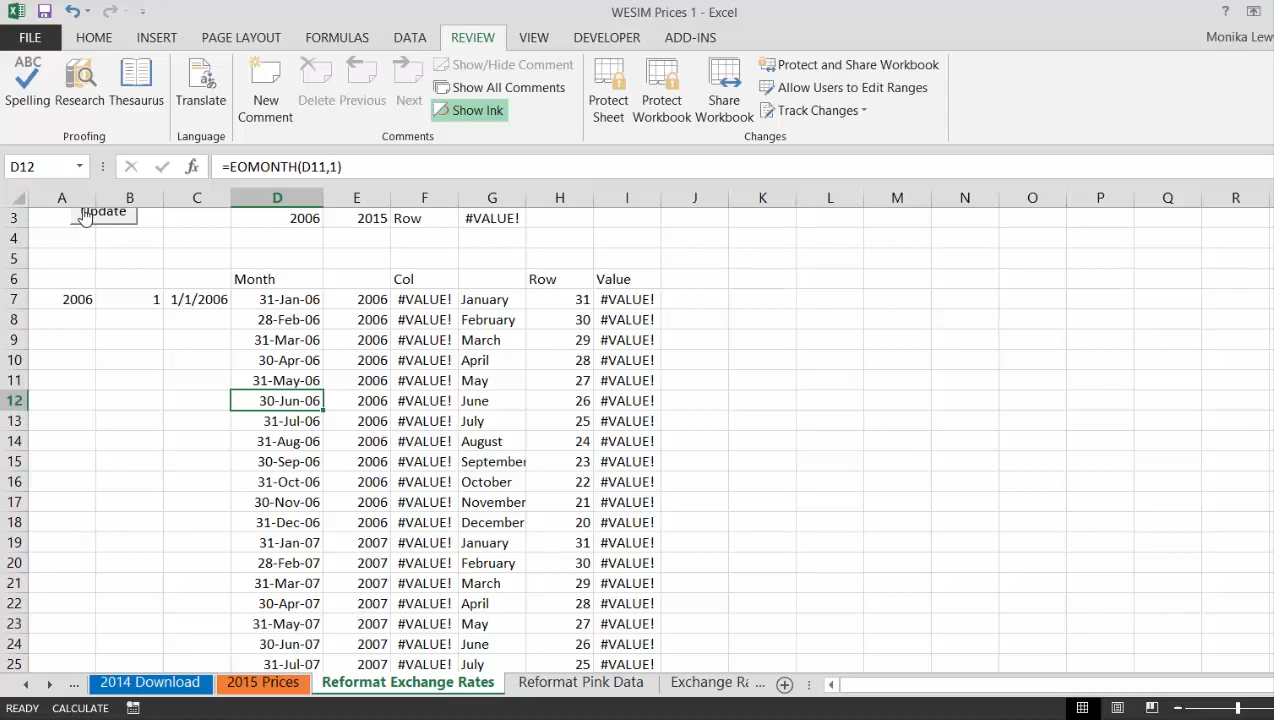 WESIM Prices 1 - Excel
?
FILE HOME INSERT PAGE LAYOUT FORMULAS DATA REVIEW VIEW DEVELOPER ADD-INS Monika Lew
ABC
Spelling Research Thesaurus Translate New Comment Delete Previous Next
Show/Hide Comment
Show All Comments
Show Ink
Protect Sheet Protect Workbook Share Workbook
Protect and Share Workbook
Allow Users to Edit Ranges
Track Changes
Proofing Language Comments Changes
D12 fx =EOMONTH(D11,1)
A B C D E F G H I J K L M N O P Q R
3 2006 2015 Row #VALUE!
4
5
6 Month Col Row Value
7 2006 1 1/1/2006 31-Jan-06 2006 #VALUE! January 31 #VALUE!
8 28-Feb-06 2006 #VALUE! February 30 #VALUE!
9 31-Mar-06 2006 #VALUE! March 29 #VALUE!
10 30-Apr-06 2006 #VALUE! April 28 #VALUE!
11 31-May-06 2006 #VALUE! May 27 #VALUE!
12 30-Jun-06 2006 #VALUE! June 26 #VALUE!
13 31-Jul-06 2006 #VALUE! July 25 #VALUE!
14 31-Aug-06 2006 #VALUE! August 24 #VALUE!
15 30-Sep-06 2006 #VALUE! September 23 #VALUE!
16 31-Oct-06 2006 #VALUE! October 22 #VALUE!
17 30-Nov-06 2006 #VALUE! November 21 #VALUE!
18 31-Dec-06 2006 #VALUE! December 20 #VALUE!
19 31-Jan-07 2007 #VALUE! January 31 #VALUE!
20 28-Feb-07 2007 #VALUE! February 30 #VALUE!
21 31-Mar-07 2007 #VALUE! March 29 #VALUE!
22 30-Apr-07 2007 #VALUE! April 28 #VALUE!
23 31-May-07 2007 #VALUE! May 27 #VALUE!
24 30-Jun-07 2007 #VALUE! June 26 #VALUE!
25 31-Jul-07 2007 #VALUE! July 25 #VALUE!
... 2014 Download 2015 Prices Reformat Exchange Rates Reformat Pink Data Exchange Ra ...
READY CALCULATE